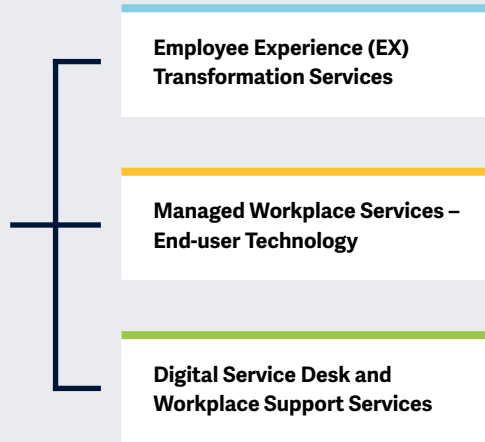 Employee Experience (EX)
Transformation Services
Managed Workplace Services –
End-user Technology
Digital Service Desk and
Workplace Support Services